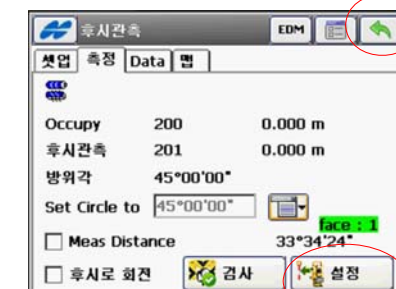 후시관측 EDM
셋업 측정 Data 맵
Occupy 200 0.000 m
후시관측 201 0.000 m
방위각 45°00'00"
Set Circle to 45°00'00"
face : 1
Meas Distance 33°34'24"
후시로 회전 검사 설정